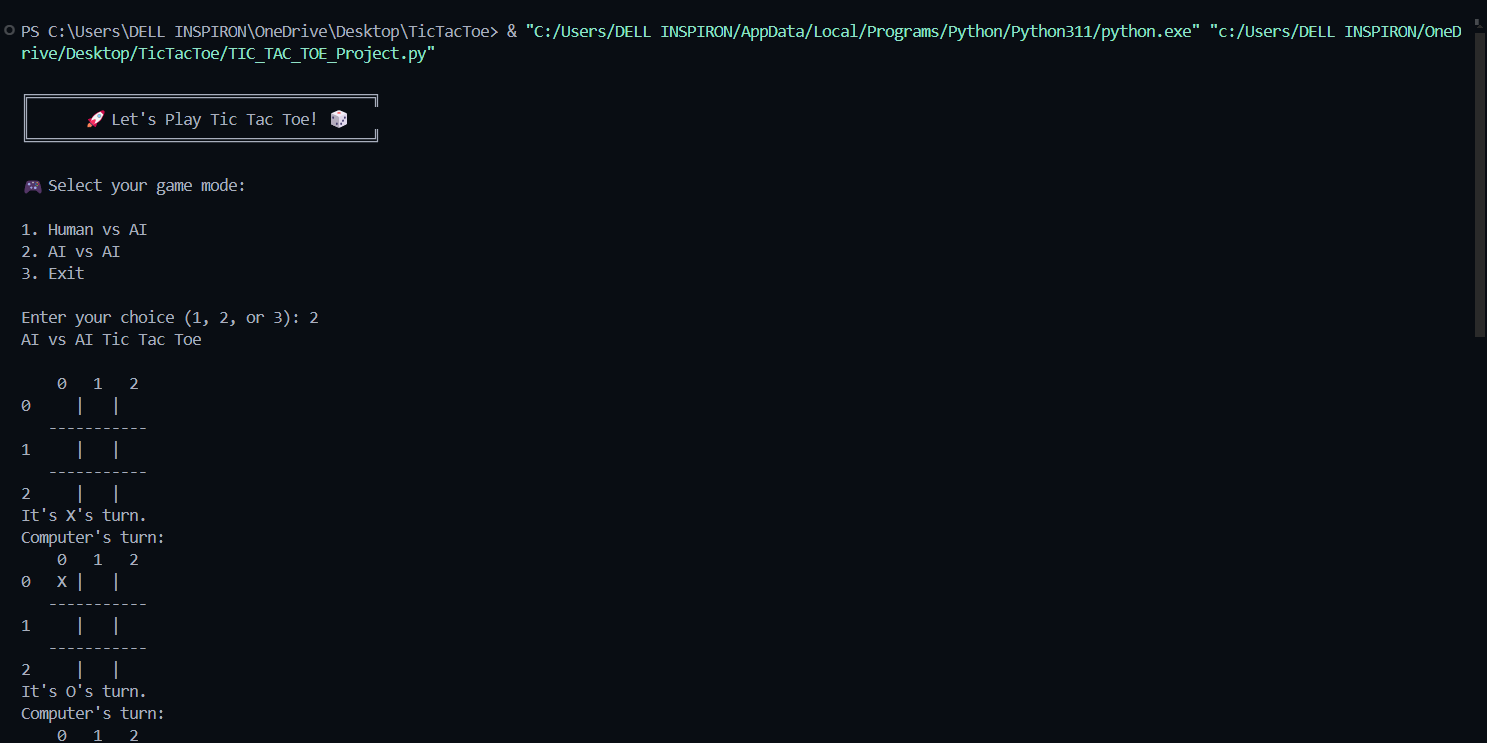 PS C:\Users\DELL INSPIRON\OneDrive\Desktop\TicTacToe> & "C:/Users/DELL INSPIRON/AppData/Local/Programs/Python/Python311/python.exe" "c:/Users/DELL INSPIRON/OneD
rive/Desktop/TicTacToe/TIC_TAC_TOE_Project.py"
🚀 Let's Play Tic Tac Toe! 🎲
🎮 Select your game mode:
1. Human vs AI
2. AI vs AI
3. Exit
Enter your choice (1, 2, or 3): 2
AI vs AI Tic Tac Toe
    0   1   2
0     |   |
   -----------
1     |   |
   -----------
2     |   |
It's X's turn.
Computer's turn:
    0   1   2
0   X |   |
   -----------
1     |   |
   -----------
2     |   |
It's O's turn.
Computer's turn:
    0   1   2